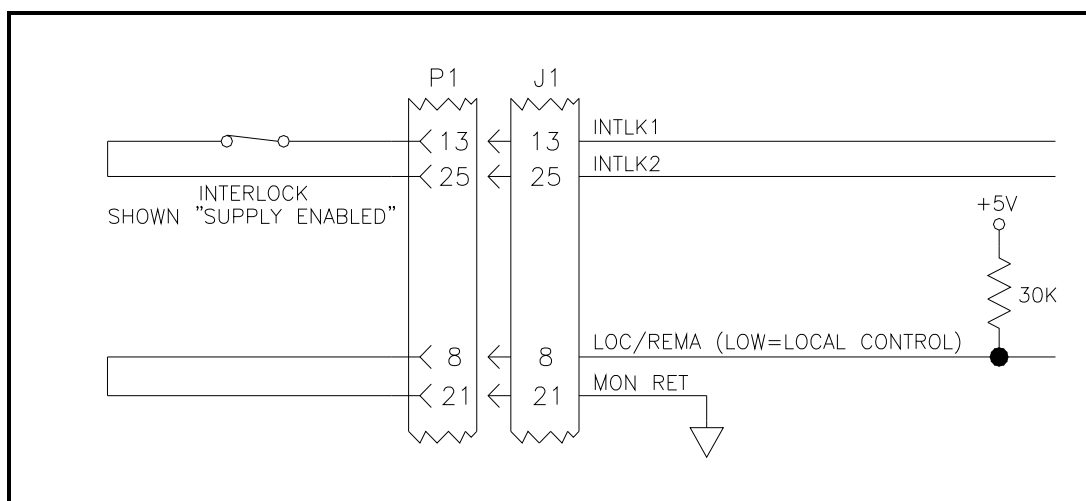 P1 J1
13 13 INTLK1
25 25 INTLK2
INTERLOCK
SHOWN "SUPPLY ENABLED"
+5V
30K
8 8 LOC/REMA (LOW=LOCAL CONTROL)
21 21 MON RET